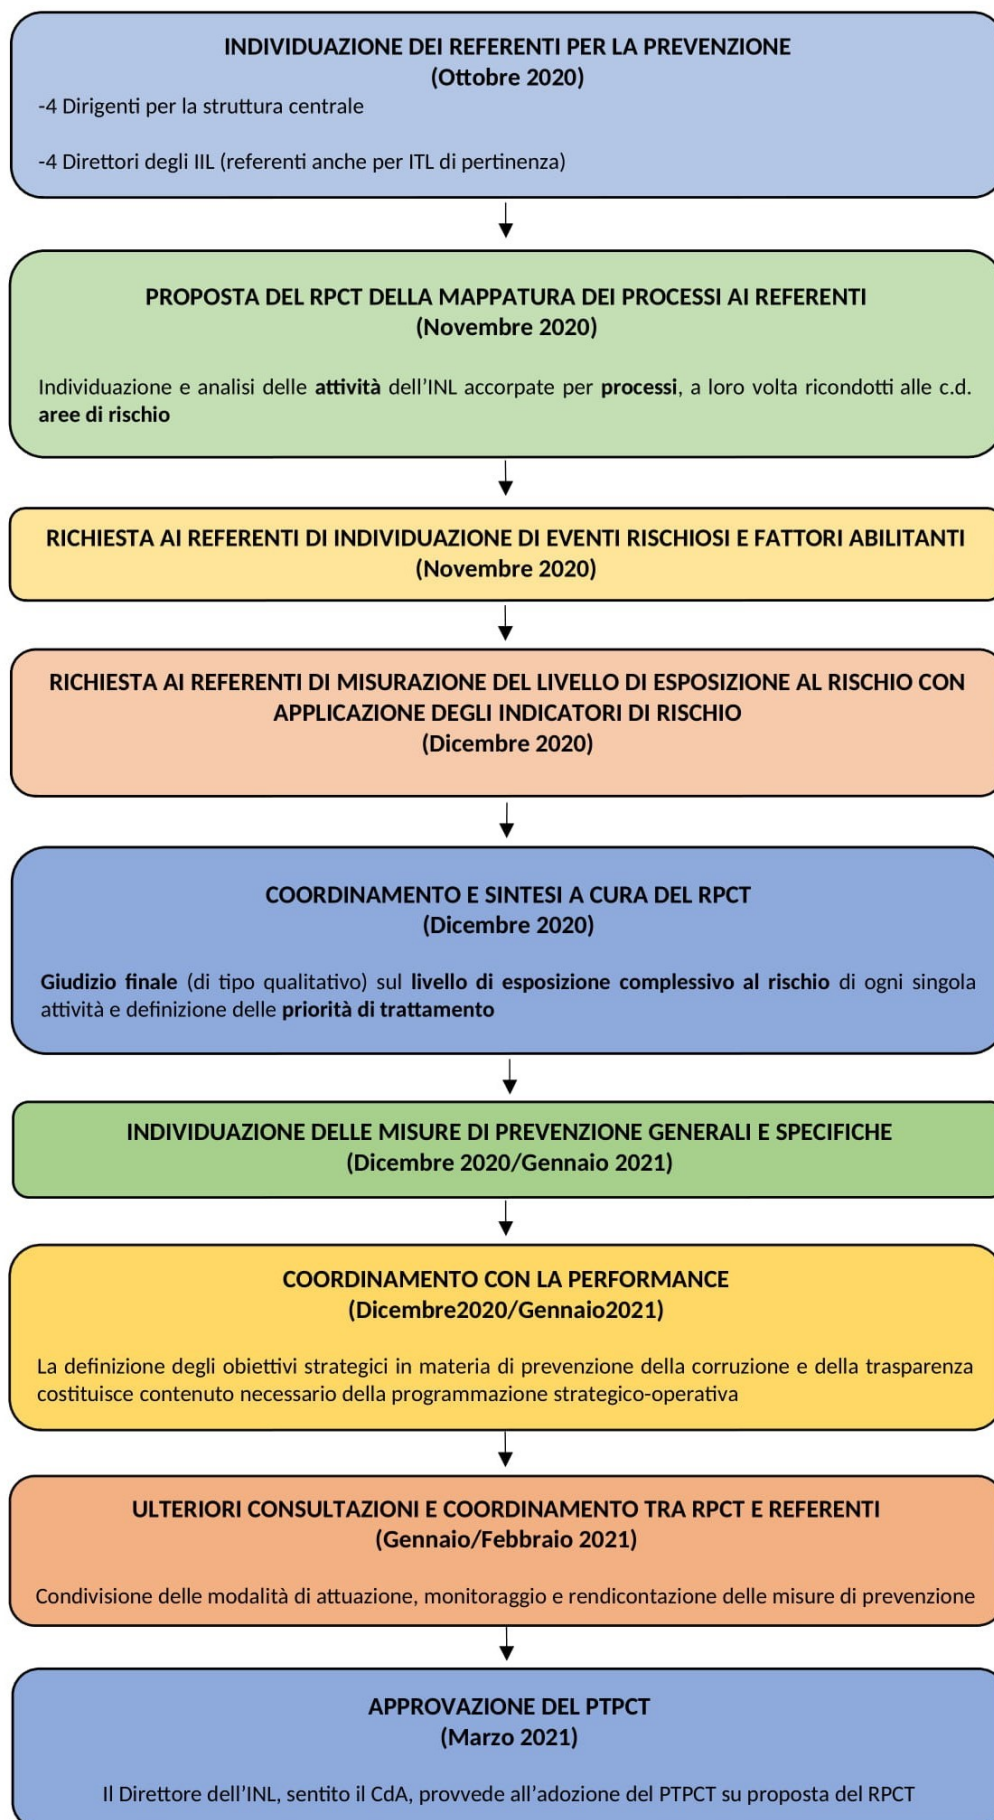 INDIVIDUAZIONE DEI REFERENTI PER LA PREVENZIONE
(Ottobre 2020)
-4 Dirigenti per la struttura centrale
-4 Direttori degli IIL (referenti anche per ITL di pertinenza)
PROPOSTA DEL RPCT DELLA MAPPATURA DEI PROCESSI AI REFERENTI
(Novembre 2020)
Individuazione e analisi delle attività dell’INL accorpate per processi, a loro volta ricondotti alle c.d.
aree di rischio
RICHIESTA AI REFERENTI DI INDIVIDUAZIONE DI EVENTI RISCHIOSI E FATTORI ABILITANTI
(Novembre 2020)
RICHIESTA AI REFERENTI DI MISURAZIONE DEL LIVELLO DI ESPOSIZIONE AL RISCHIO CON
APPLICAZIONE DEGLI INDICATORI DI RISCHIO
(Dicembre 2020)
COORDINAMENTO E SINTESI A CURA DEL RPCT
(Dicembre 2020)
Giudizio finale (di tipo qualitativo) sul livello di esposizione complessivo al rischio di ogni singola
attività e definizione delle priorità di trattamento
INDIVIDUAZIONE DELLE MISURE DI PREVENZIONE GENERALI E SPECIFICHE
(Dicembre 2020/Gennaio 2021)
COORDINAMENTO CON LA PERFORMANCE
(Dicembre2020/Gennaio2021)
La definizione degli obiettivi strategici in materia di prevenzione della corruzione e della trasparenza
costituisce contenuto necessario della programmazione strategico-operativa
ULTERIORI CONSULTAZIONI E COORDINAMENTO TRA RPCT E REFERENTI
(Gennaio/Febbraio 2021)
Condivisione delle modalità di attuazione, monitoraggio e rendicontazione delle misure di prevenzione
APPROVAZIONE DEL PTPCT
(Marzo 2021)
Il Direttore dell’INL, sentito il CdA, provvede all’adozione del PTPCT su proposta del RPCT